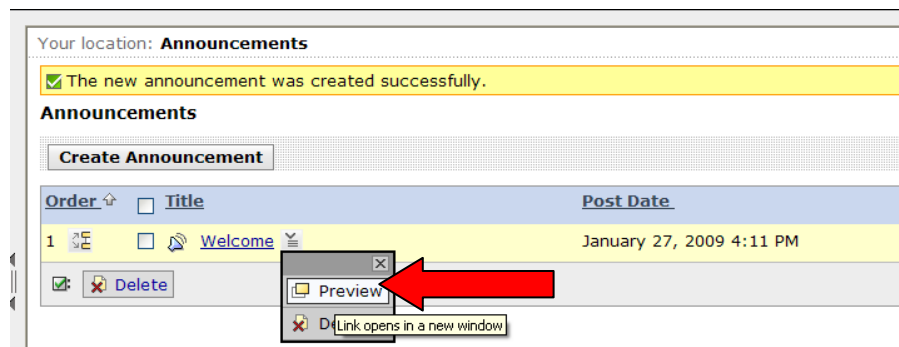 Your location: Announcements
The new announcement was created successfully.
Announcements
Create Announcement
Order Title Post Date
1 Welcome January 27, 2009 4:11 PM
Delete
Preview
Link opens in a new window